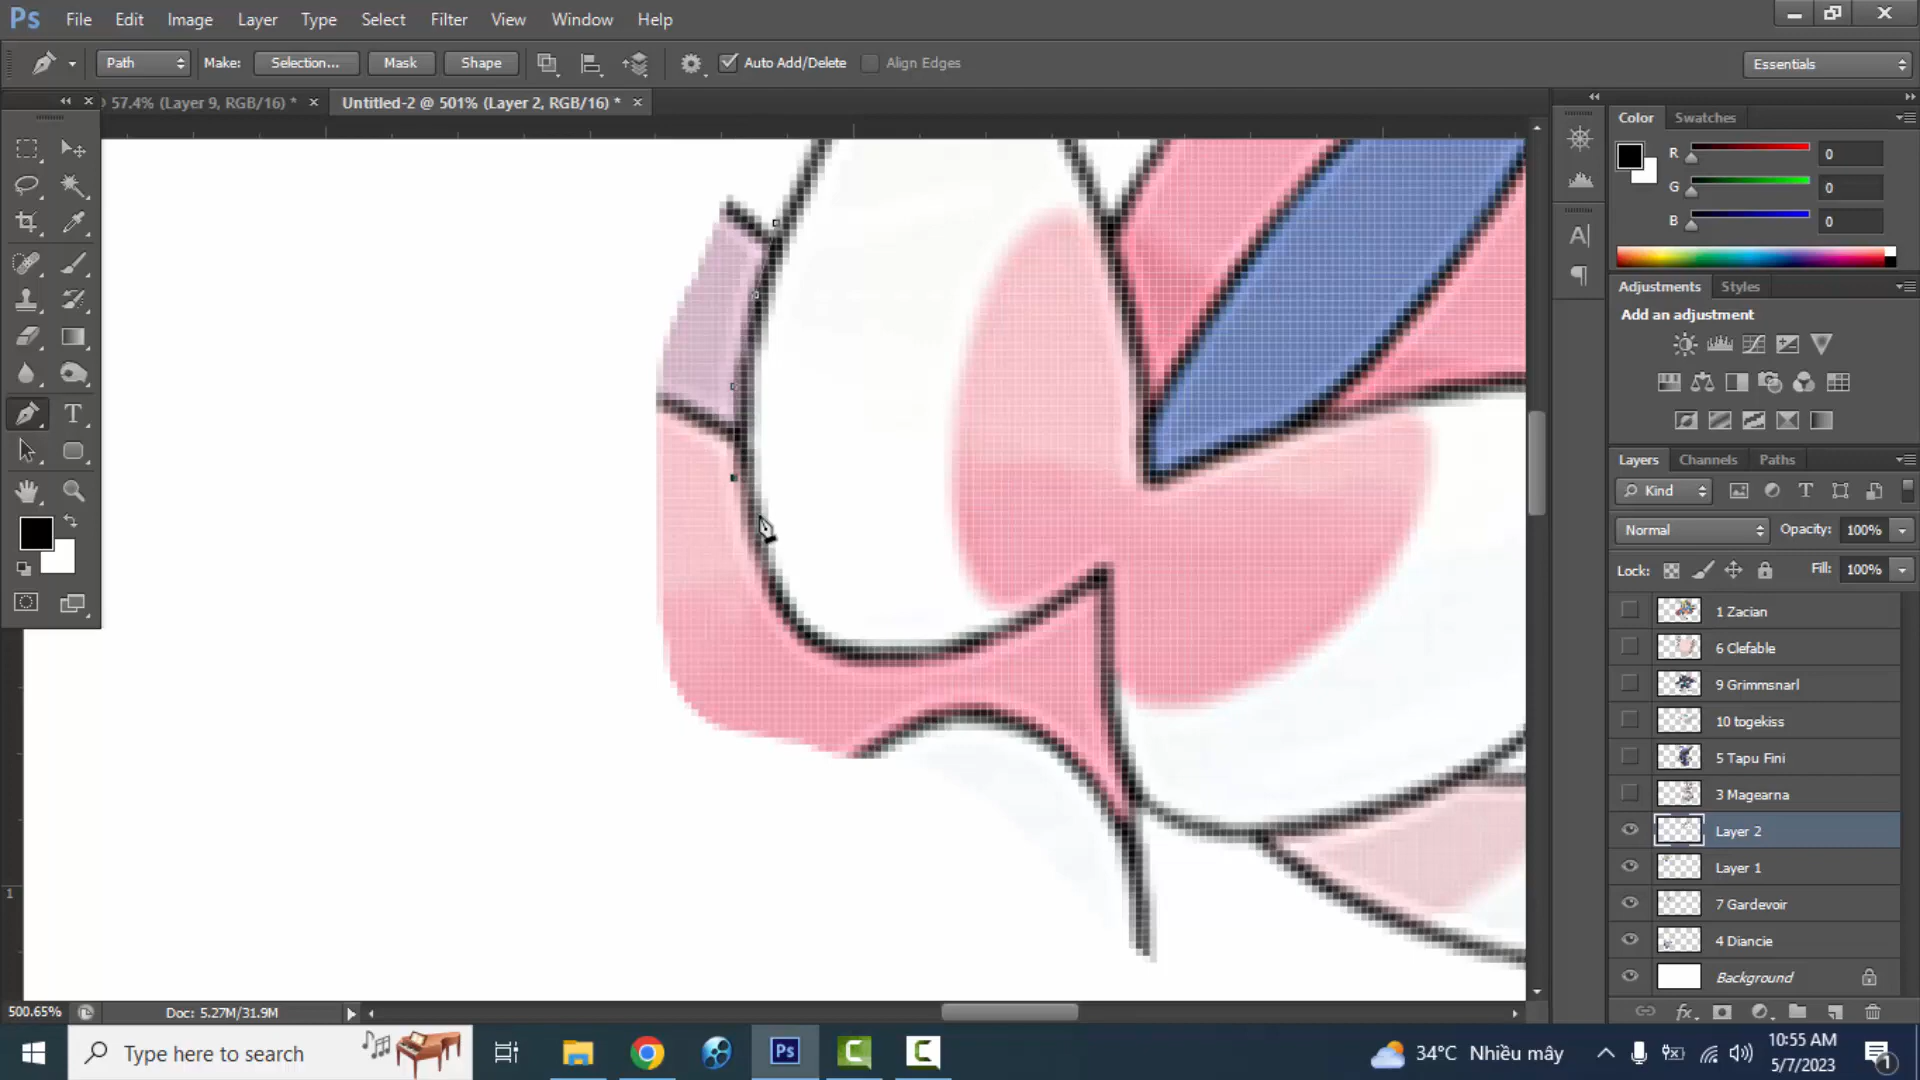 Ps File Edit Image Layer Type Select Filter View Window Help
Path Make: Selection... Mask Shape Auto Add/Delete Align Edges Essentials
57.4% (Layer 9, RGB/16) * Untitled-2 @ 501% (Layer 2, RGB/16) *
Color Swatches
R 0
G 0
B 0
Adjustments Styles
Add an adjustment
Layers Channels Paths
Kind
Normal Opacity: 100%
Lock: Fill: 100%
1 Zacian
6 Clefable
9 Grimmsnarl
10 togekiss
5 Tapu Fini
3 Magearna
Layer 2
Layer 1
7 Gardevoir
4 Diancie
Background
1
500.65% Doc: 5.27M/31.9M
Type here to search
Ps
34°C Nhiều mây
10:55 AM
5/7/2023
1